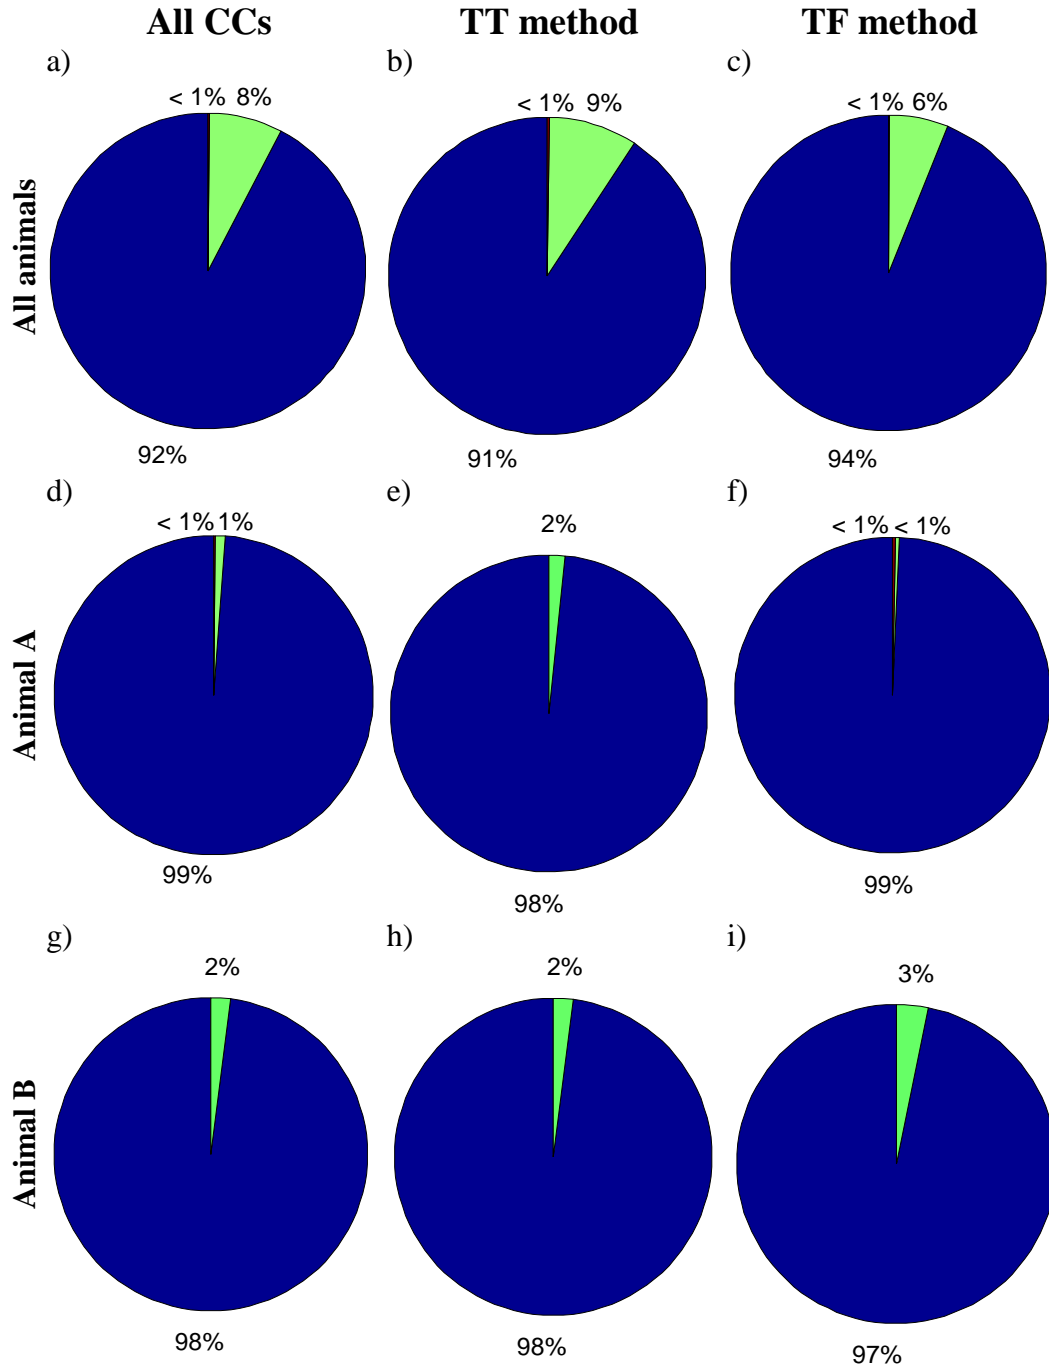 All CCs
TT method
TF method
All animals
a)
< 1% 8%
92%
b)
< 1% 9%
91%
c)
< 1% 6%
94%
Animal A
d)
< 1% 1%
99%
e)
2%
98%
f)
< 1% < 1%
99%
Animal B
g)
2%
98%
h)
2%
98%
i)
3%
97%